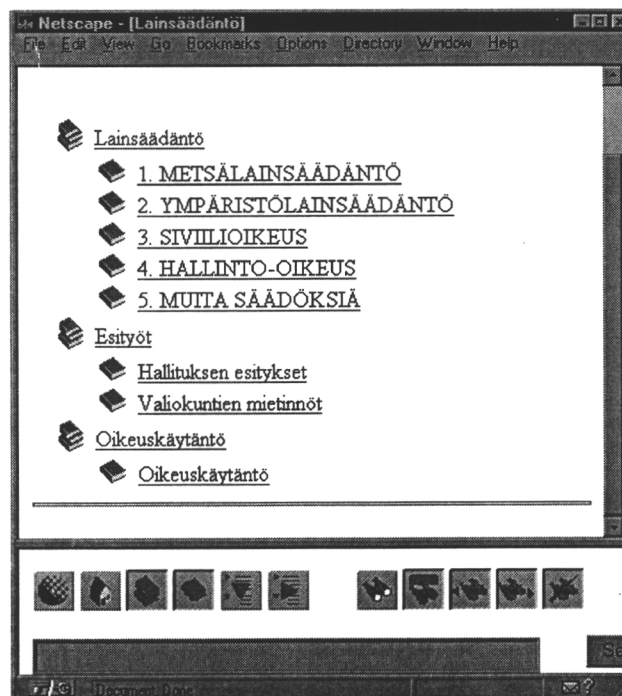 Netscape - [Lainsäädäntö]
File Edit View Go Bookmarks Options Directory Window Help
Lainsäädäntö
1. METSÄLAINSÄÄDÄNTÖ
2. YMPÄRISTÖLAINSÄÄDÄNTÖ
3. SIVIILIOIKEUS
4. HALLINTO-OIKEUS
5. MUITA SÄÄDÖKSIÄ
Esityöt
Hallituksen esitykset
Valiokuntien mietinnöt
Oikeuskäytäntö
Oikeuskäytäntö
Document Done